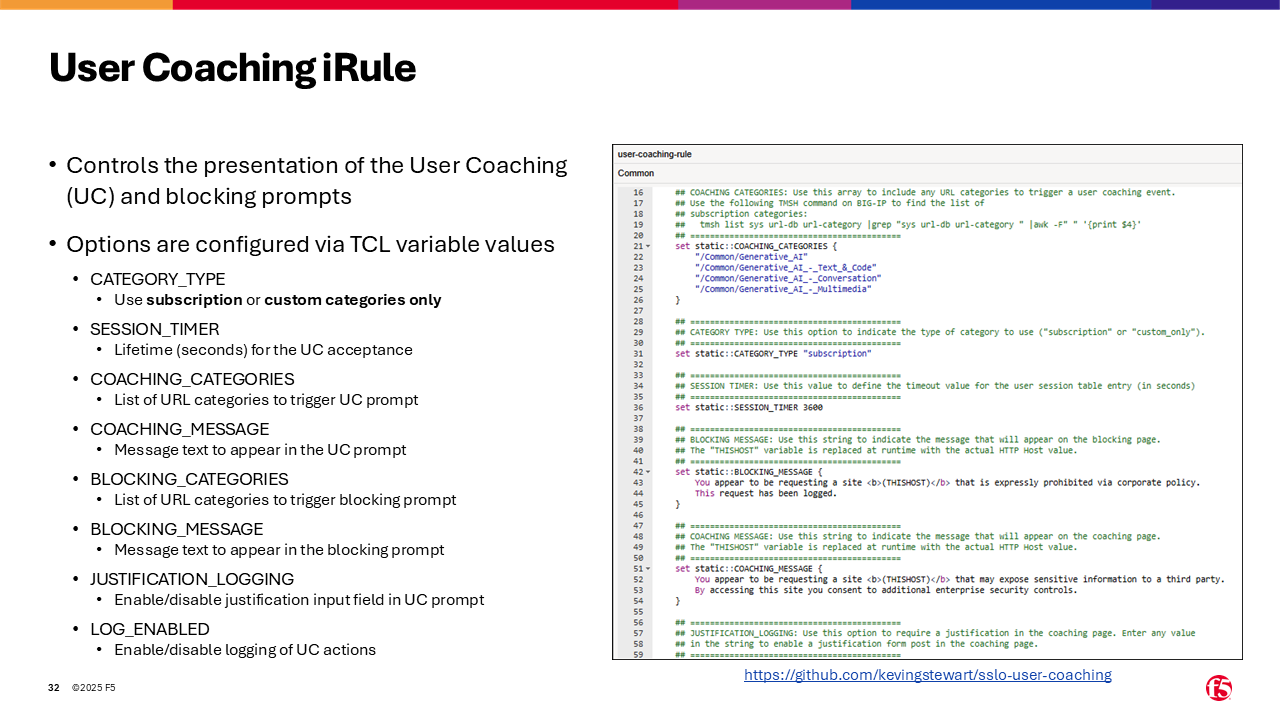 User Coaching iRule
• Controls the presentation of the User Coaching
(UC) and blocking prompts
• Options are configured via TCL variable values
• CATEGORY_TYPE
• Use subscription or custom categories only
• SESSION_TIMER
• Lifetime (seconds) for the UC acceptance
• COACHING_CATEGORIES
• List of URL categories to trigger UC prompt
• COACHING_MESSAGE
• Message text to appear in the UC prompt
• BLOCKING_CATEGORIES
• List of URL categories to trigger blocking prompt
• BLOCKING_MESSAGE
• Message text to appear in the blocking prompt
• JUSTIFICATION_LOGGING
• Enable/disable justification input field in UC prompt
• LOG_ENABLED
• Enable/disable logging of UC actions
user-coaching-rule
Common
16 ## COACHING CATEGORIES: Use this array to include any URL categories to trigger a user coaching event.
17 ## Use the following TMSH command on BIG-IP to find the list of
18 ## subscription categories:
19 ##   tmsh list sys url-db url-category |grep "sys url-db url-category " |awk -F" " '{print $4}'
20 ## ==========================================
21 set static::COACHING_CATEGORIES {
22 "/Common/Generative_AI"
23 "/Common/Generative_AI_-_Text_&_Code"
24 "/Common/Generative_AI_-_Conversation"
25 "/Common/Generative_AI_-_Multimedia"
26 }
27
28 ## ==========================================
29 ## CATEGORY TYPE: Use this option to indicate the type of category to use ("subscription" or "custom_only").
30 ## ==========================================
31 set static::CATEGORY_TYPE "subscription"
32
33 ## ==========================================
34 ## SESSION TIMER: Use this value to define the timeout value for the user session table entry (in seconds)
35 ## ==========================================
36 set static::SESSION_TIMER 3600
37
38 ## ==========================================
39 ## BLOCKING MESSAGE: Use this string to indicate the message that will appear on the blocking page.
40 ## The "THISHOST" variable is replaced at runtime with the actual HTTP Host value.
41 ## ==========================================
42 set static::BLOCKING_MESSAGE {
43 You appear to be requesting a site <b>(THISHOST)</b> that is expressly prohibited via corporate policy.
44 This request has been logged.
45 }
46
47 ## ==========================================
48 ## COACHING MESSAGE: Use this string to indicate the message that will appear on the coaching page.
49 ## The "THISHOST" variable is replaced at runtime with the actual HTTP Host value.
50 ## ==========================================
51 set static::COACHING_MESSAGE {
52 You appear to be requesting a site <b>(THISHOST)</b> that may expose sensitive information to a third party.
53 By accessing this site you consent to additional enterprise security controls.
54 }
55
56 ## ==========================================
57 ## JUSTIFICATION_LOGGING: Use this option to require a justification in the coaching page. Enter any value
58 ## in the string to enable a justification form post in the coaching page.
59 ## ==========================================
https://github.com/kevingstewart/sslo-user-coaching
32 ©2025 F5
f5